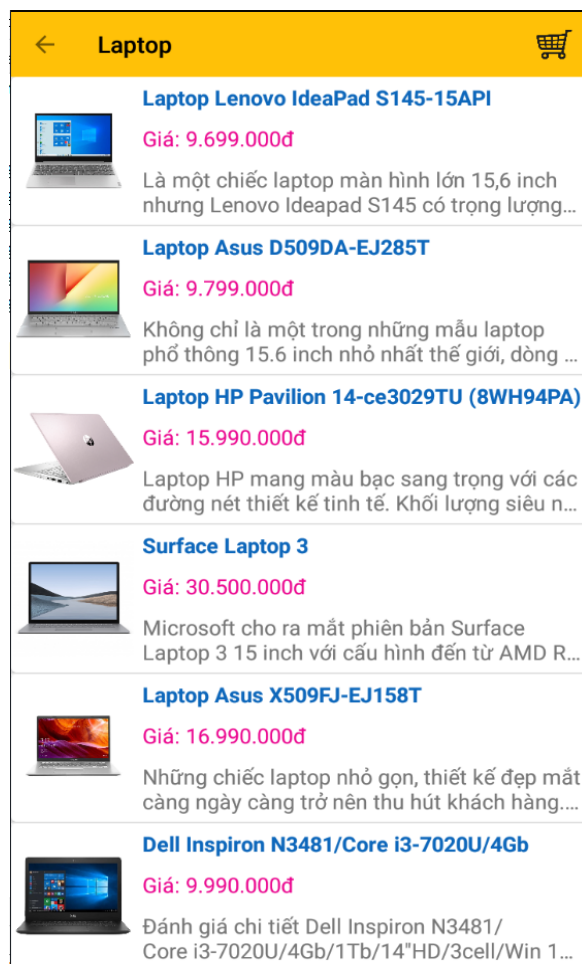 Laptop
Laptop Lenovo IdeaPad S145-15API
Giá: 9.699.000đ
Là một chiếc laptop màn hình lớn 15,6 inch
nhưng Lenovo Ideapad S145 có trọng lượng...
Laptop Asus D509DA-EJ285T
Giá: 9.799.000đ
Không chỉ là một trong những mẫu laptop
phổ thông 15.6 inch nhỏ nhất thế giới, dòng ...
Laptop HP Pavilion 14-ce3029TU (8WH94PA)
Giá: 15.990.000đ
Laptop HP mang màu bạc sang trọng với các
đường nét thiết kế tinh tế. Khối lượng siêu n...
Surface Laptop 3
Giá: 30.500.000đ
Microsoft cho ra mắt phiên bản Surface
Laptop 3 15 inch với cấu hình đến từ AMD R...
Laptop Asus X509FJ-EJ158T
Giá: 16.990.000đ
Những chiếc laptop nhỏ gọn, thiết kế đẹp mắt
càng ngày càng trở nên thu hút khách hàng....
Dell Inspiron N3481/Core i3-7020U/4Gb
Giá: 9.990.000đ
Đánh giá chi tiết Dell Inspiron N3481/
Core i3-7020U/4Gb/1Tb/14"HD/3cell/Win 1...